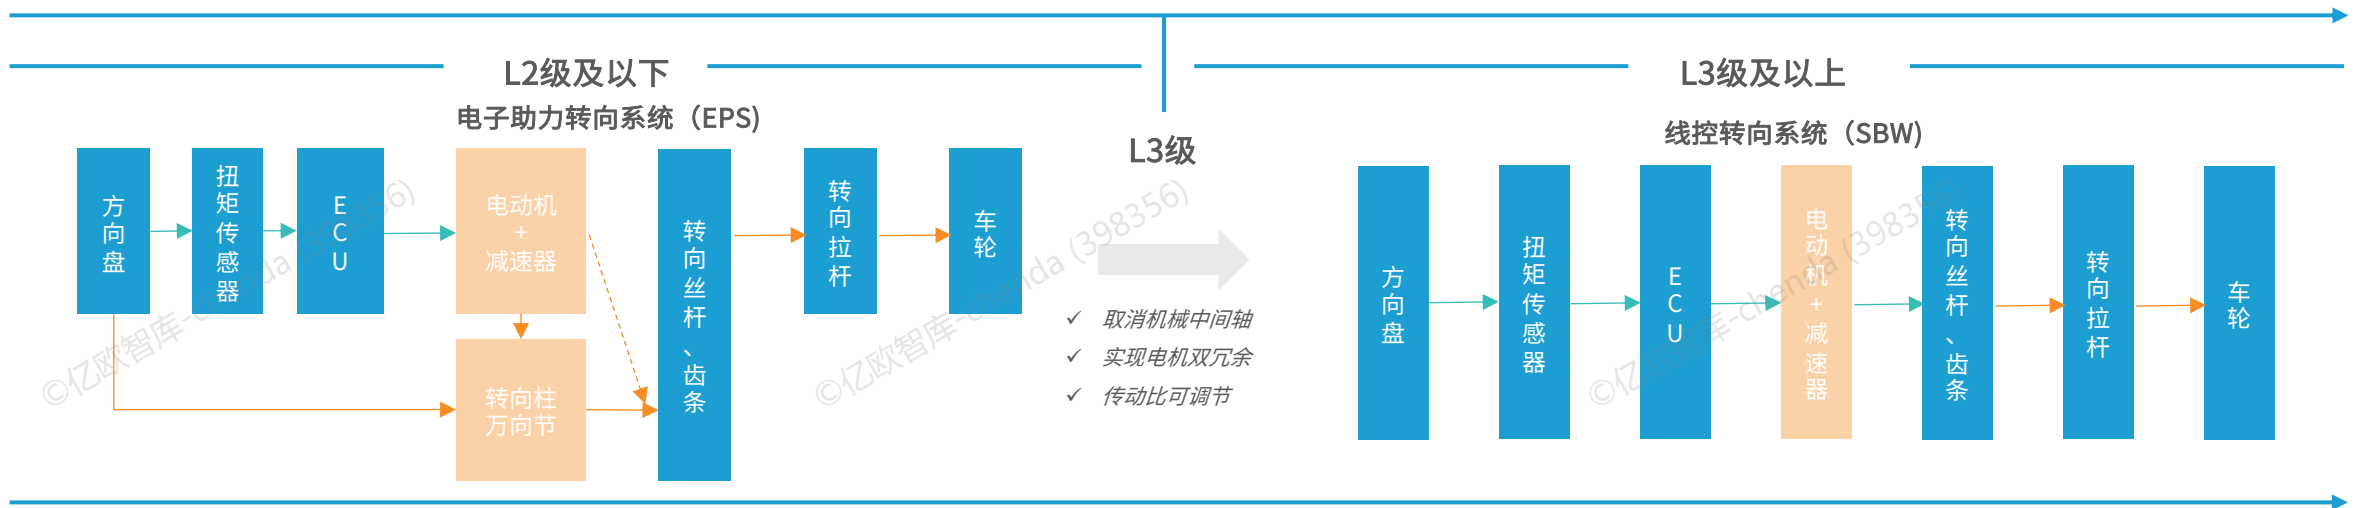 L2级及以下
电子助力转向系统（EPS)
方向盘
扭矩传感器
ECU
电动机
+
减速器
转向柱
万向节
转向丝杆、齿条
转向拉杆
车轮
L3级
取消机械中间轴
实现电机双冗余
传动比可调节
L3级及以上
线控转向系统（SBW)
方向盘
扭矩传感器
ECU
电动机+减速器
转向丝杆、齿条
转向拉杆
车轮
©亿欧智库-chenda (398356)
©亿欧智库-chenda (398356)
©亿欧智库-chenda (398356)